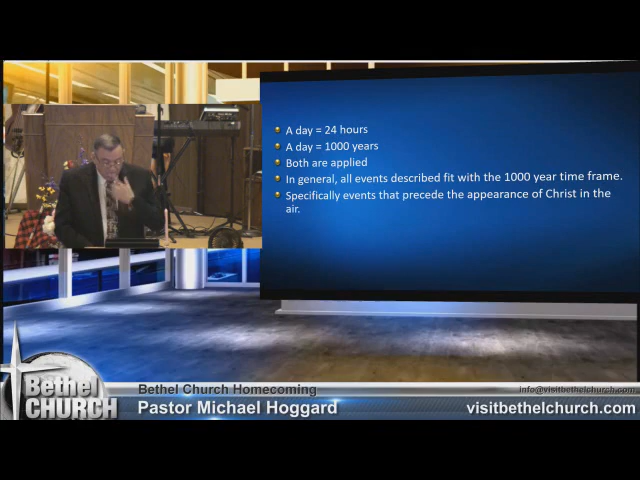 A day = 24 hours
A day = 1000 years
Both are applied
In general, all events described fit with the 1000 year time frame.
Specifically events that precede the appearance of Christ in the
air.
Bethel
CHURCH
Bethel Church Homecoming
info@visitbethelchurch.com
Pastor Michael Hoggard
visitbethelchurch.com